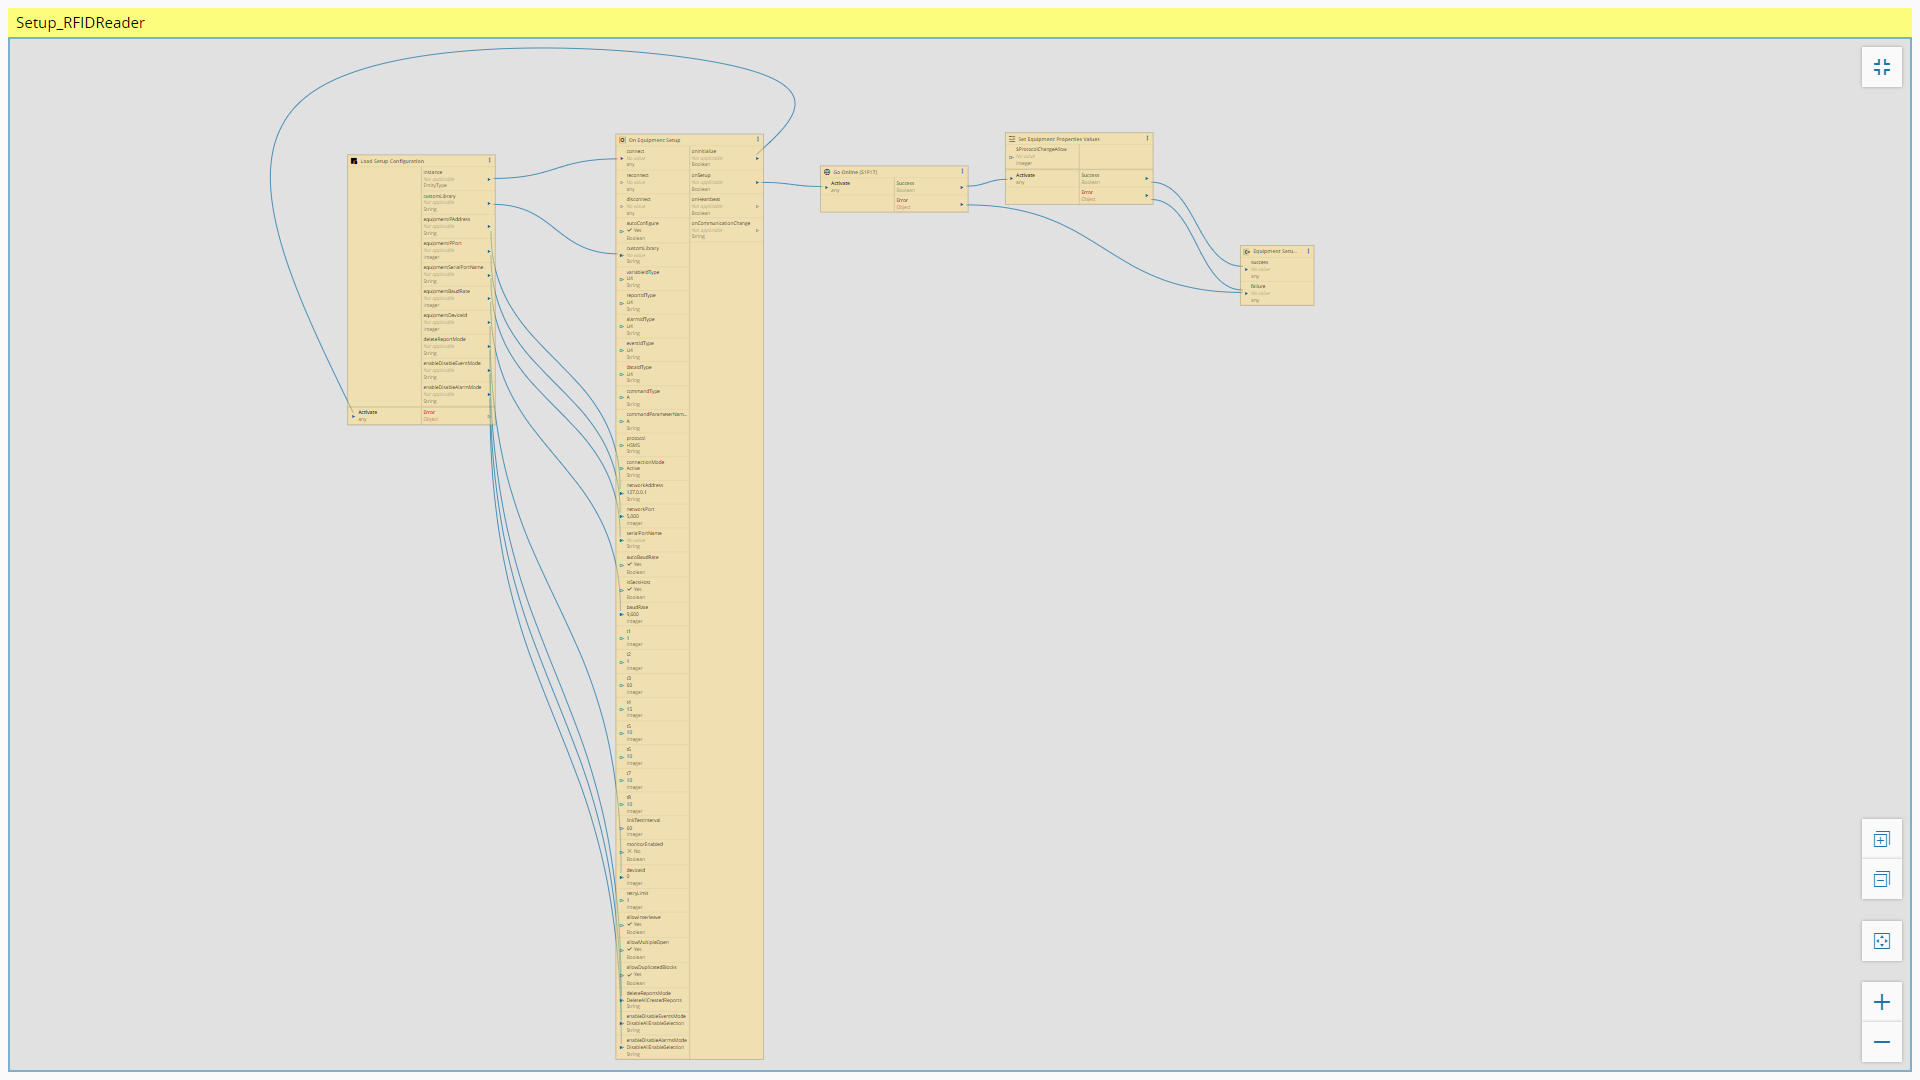 Setup_RFIDReader
Load Setup Configuration
instance
Not applicable
EntityType
customLibrary
Not applicable
String
equipmentIPAddress
Not applicable
String
equipmentIPPort
Not applicable
Integer
equipmentSerialPortName
Not applicable
String
equipmentBaudRate
Not applicable
Integer
equipmentDeviceId
Not applicable
Integer
deleteReportMode
Not applicable
String
enableDisableEventMode
Not applicable
String
enableDisableAlarmMode
Not applicable
String
Activate
any
Error
Object
On Equipment Setup
connect
No value
any
reconnect
No value
any
disconnect
No value
any
autoConfigure
Yes
Boolean
customLibrary
No value
String
variableIdType
U4
String
reportIdType
U4
String
alarmIdType
U4
String
eventIdType
U4
String
dataIdType
U4
String
commandType
A
String
commandParameterNam...
A
String
protocol
HSMS
String
connectionMode
Active
String
networkAddress
127.0.0.1
String
networkPort
5,000
Integer
serialPortName
No value
String
autoBaudRate
Yes
Boolean
isSecsHost
Yes
Boolean
baudRate
9,600
Integer
t1
1
Integer
t2
Integer
t3
Integer
t4
Integer
t5
10
Integer
t6
10
Integer
t7
10
Integer
t8
10
Integer
linkTestInterval
60
Integer
monitorEnabled
No
Boolean
deviceId
0
Integer
retryLimit
Integer
allowInterleave
Yes
Boolean
allowMultipleOpen
Yes
Boolean
allowDuplicatedBlocks
Yes
Boolean
deleteReportsMode
DeleteAllCreatedReports
String
enableDisableEventsMode
DisableAllEnableSelection
String
enableDisableAlarmsMode
DisableAllEnableSelection
String
onInitialize
Not applicable
Boolean
onSetup
Not applicable
Boolean
onHeartbeat
Not applicable
Boolean
onCommunicationChange
Not applicable
String
Go Online (S1F17)
Activate
any
Success
Boolean
Error
Object
Set Equipment Properties Values
$ProtocolChangeAllow
No value
Integer
Activate
any
Success
Boolean
Error
Object
Equipment Setu...
success
No value
any
failure
No value
any